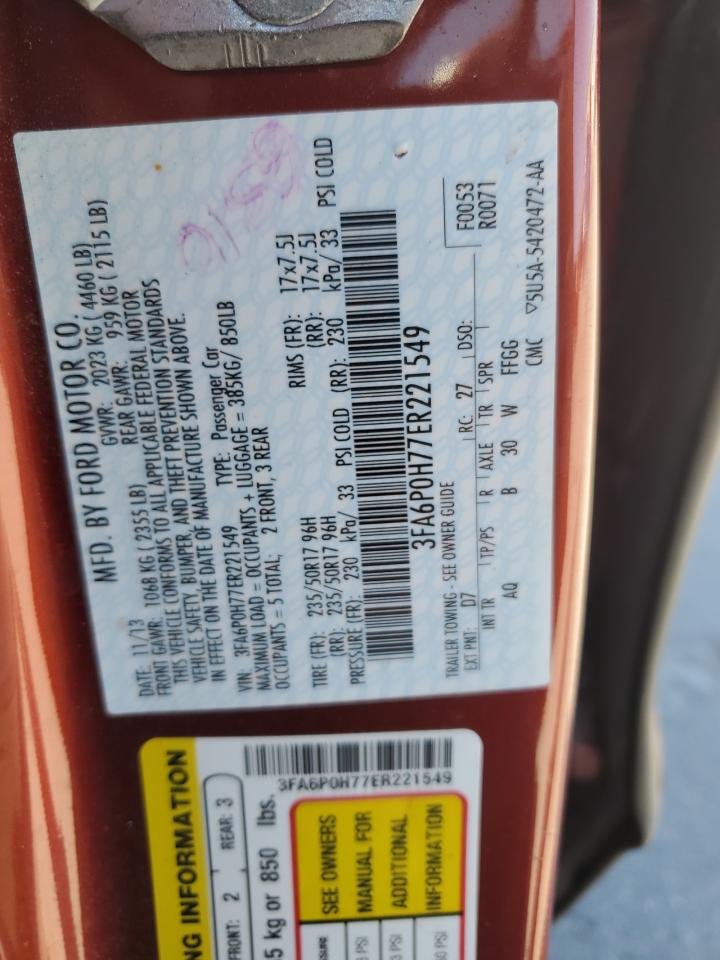 MFD. BY FORD MOTOR CO.
DATE: 11/13 GVWR: 2023 KG, 4460 LB)
FRONT GAWR: 1068 KG ( 2355 LB) REAR GAWR: 959 KG ( 2115 LB)
THIS VEHICLE CONFORMS TO ALL APPLICABLE FEDERAL MOTOR
VEHICLE SAFETY, BUMPER, AND THEFT PREVENTION STANDARDS
IN EFFECT ON THE DATE OF MANUFACTURE SHOWN ABOVE.
VIN: 3FA6P0H77ER221549 TYPE: Passenger Car
MAXIMUM LOAD = OCCUPANTS + LUGGAGE = 385KG/ 850LB
OCCUPANTS = 5 TOTAL; 2 FRONT, 3 REAR
TIRE (FR): 235/50R17 96H RIMS (FR): 17x7.5J
(RR): 235/50R17 96H (RR): 17x7.5J
PRESSURE (FR): 230 kPa/ 33 PSI COLD (RR): 230 kPa/ 33 PSI COLD
3FA6P0H77ER221549
TRAILER TOWING - SEE OWNER GUIDE F0053
EXT PNT: D7 RC: 27 DSO: R0071
INT TR TP/PS R AXLE TR SPR
AQ B 30 W FFGG
CMC ▽5U5A-5420472-AA
NG INFORMATION
FRONT: 2 REAR: 3
5 kg or 850 lbs.
3FA6P0H77ER221549
SEE OWNERS
MANUAL FOR
ADDITIONAL
INFORMATION
PSI
3 PSI
60 PSI